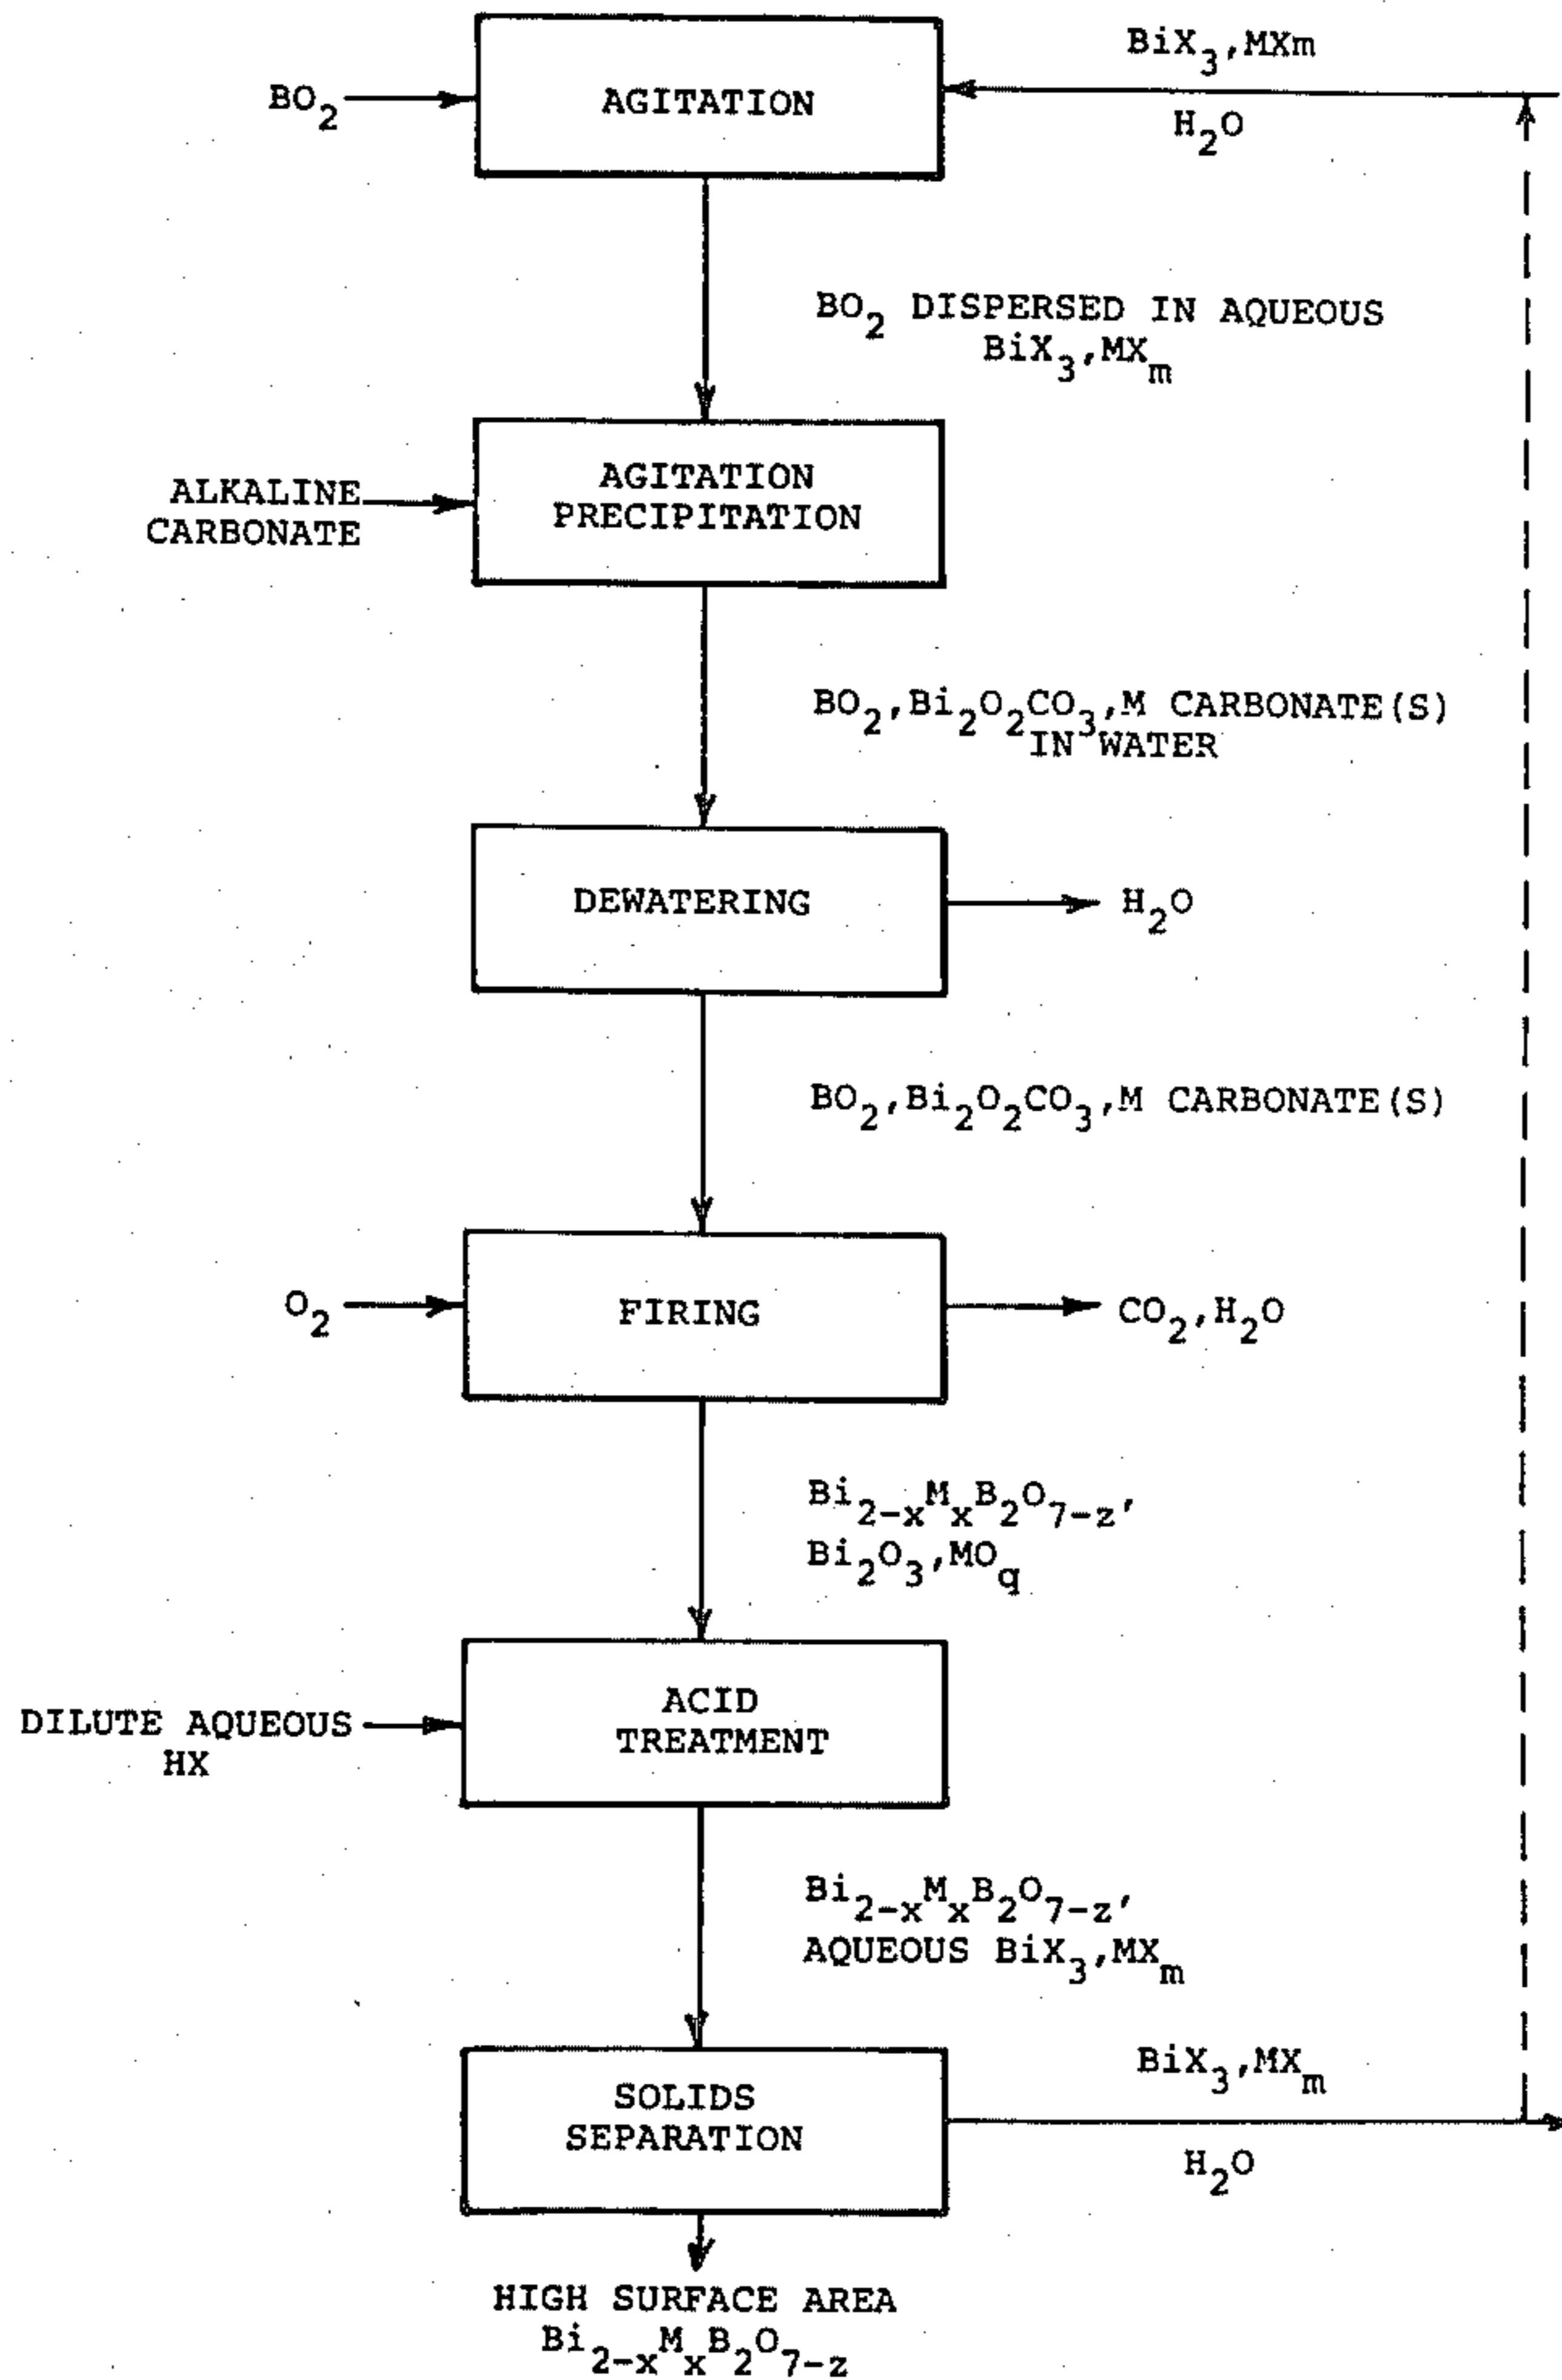 BiX₃,MXm
BO₂
AGITATION
H₂O
BO₂ DISPERSED IN AQUEOUS
BiX₃,MXₘ
ALKALINE
CARBONATE
AGITATION
PRECIPITATION
BO₂,Bi₂O₂CO₃,M CARBONATE(S)
IN WATER
DEWATERING
H₂O
BO₂,Bi₂O₂CO₃,M CARBONATE(S)
O₂
FIRING
CO₂,H₂O
Bi₂₋ₓMₓB₂O₇₋z,
Bi₂O₃,MOq
DILUTE AQUEOUS
HX
ACID
TREATMENT
Bi₂₋ₓMₓB₂O₇₋z,
AQUEOUS BiX₃,MXₘ
SOLIDS
SEPARATION
BiX₃,MXₘ
H₂O
HIGH SURFACE AREA
Bi₂₋ₓMₓB₂O₇₋z